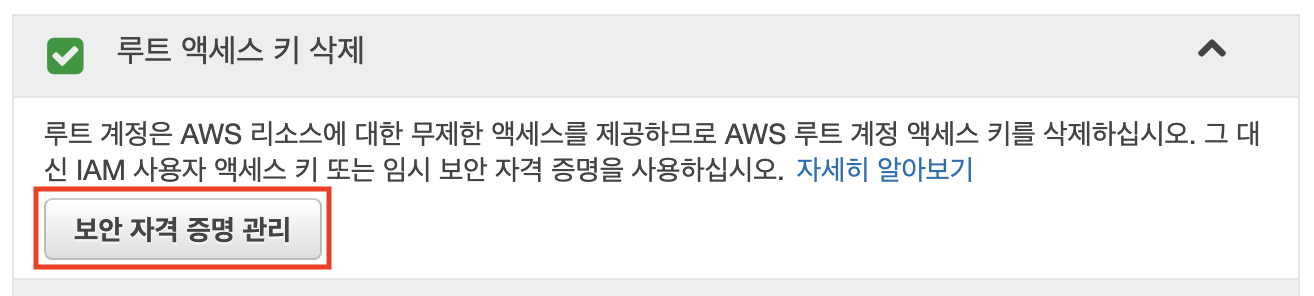 루트 액세스 키 삭제
루트 계정은 AWS 리소스에 대한 무제한 액세스를 제공하므로 AWS 루트 계정 액세스 키를 삭제하십시오. 그 대
신 IAM 사용자 액세스 키 또는 임시 보안 자격 증명을 사용하십시오. 자세히 알아보기
보안 자격 증명 관리